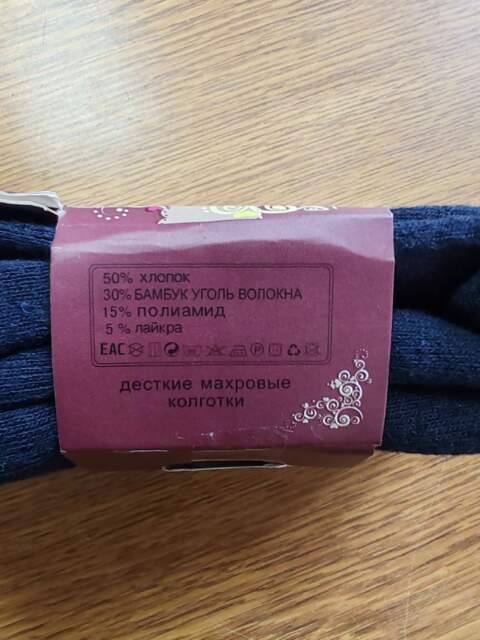 50% хлопок
30% БАМБУК УГОЛЬ ВОЛОКНА
15% ПОЛИАМИД
5 % лайкра
EAC
десткие махровые
колготки